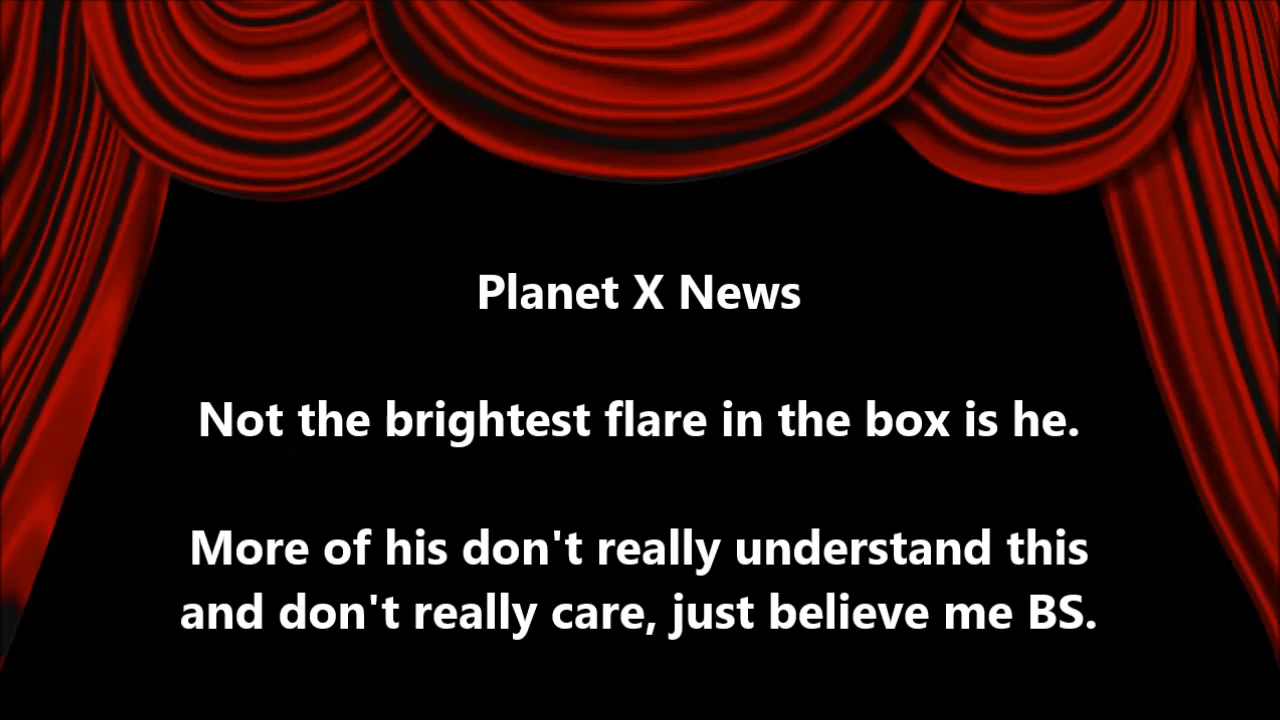 Planet X News
Not the brightest flare in the box is he.
More of his don't really understand this
and don't really care, just believe me BS.